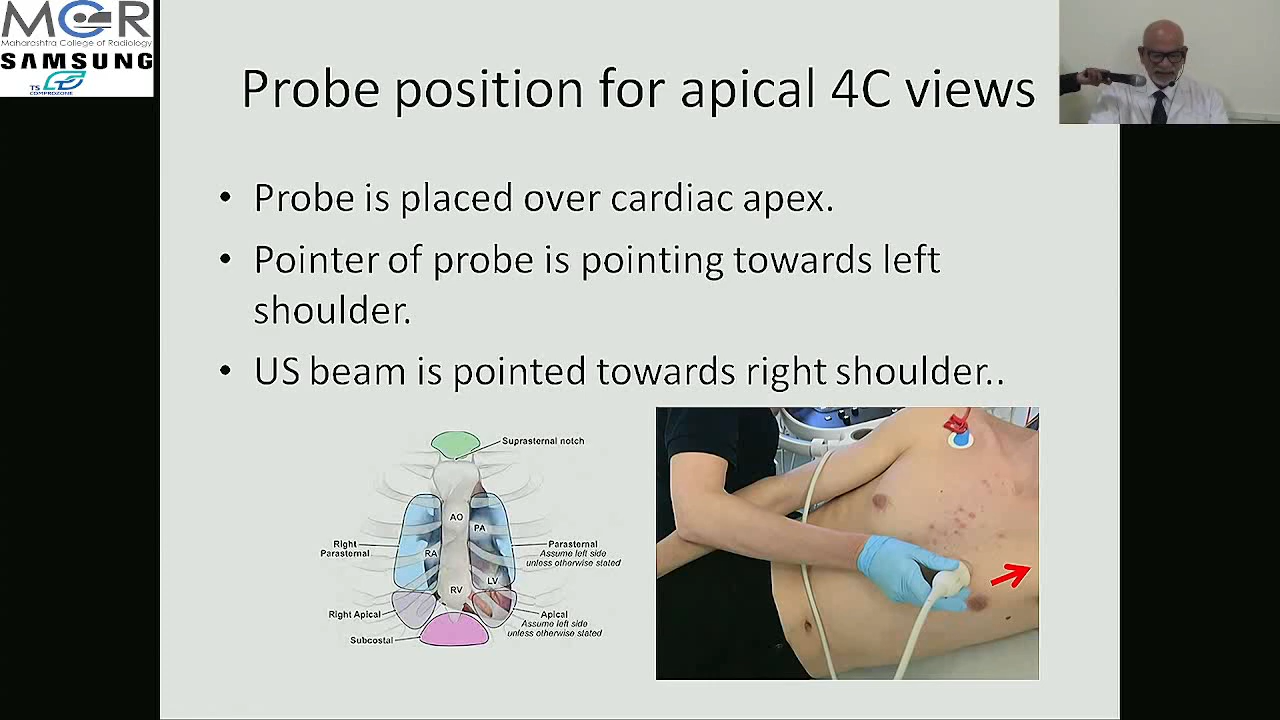 MCR
Maharashtra College of Radiology
SAMSUNG
TS
COMPROZONE
Probe position for apical 4C views
• Probe is placed over cardiac apex.
• Pointer of probe is pointing towards left
shoulder.
• US beam is pointed towards right shoulder..
Suprasternal notch
AO
PA
Right
Parasternal
RA
Parasternal
Assume left side
unless otherwise stated
LV
RV
Right Apical
Apical
Assume left side
unless otherwise stated
Subcostal